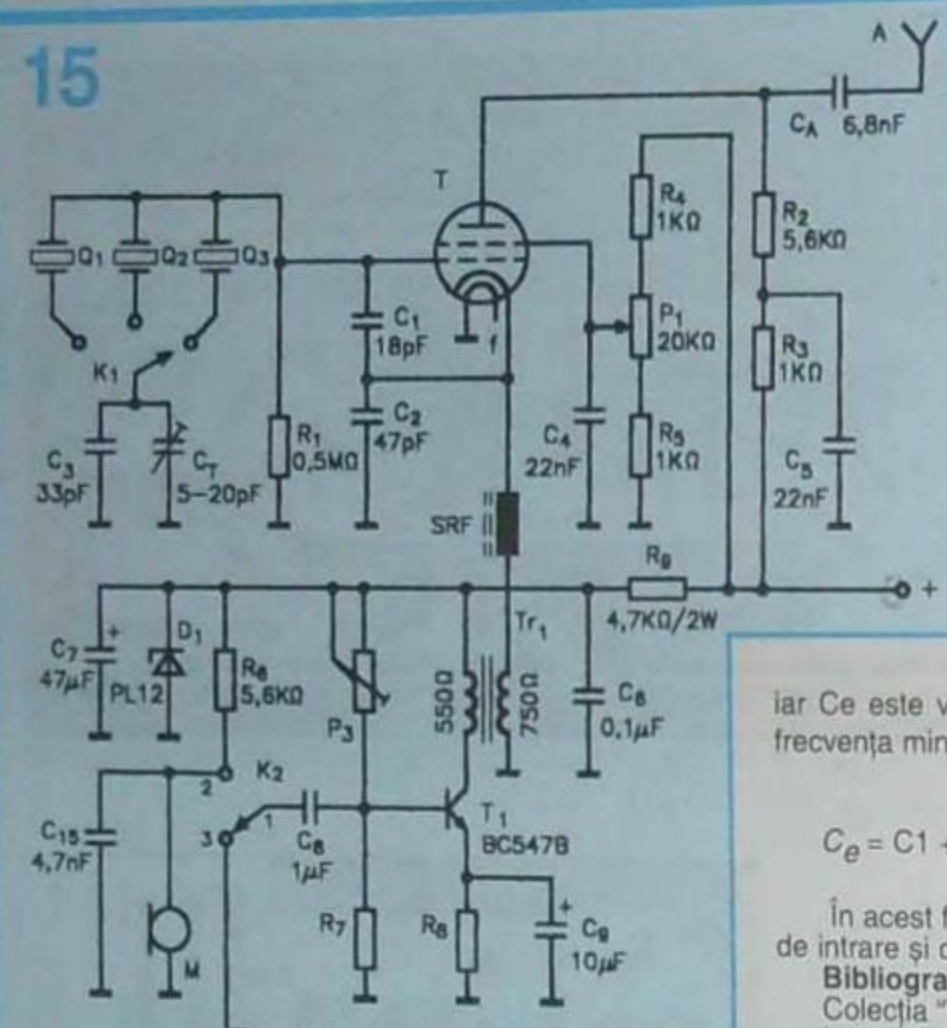 15
A
C_A 6,8nF
T
R4
1KΩ
R2
5,6KΩ
Q1
Q2
Q3
C1
18pF
P1
20KΩ
R3
1KΩ
K1
f
C2
47pF
R1
0,5MΩ
C4
22nF
R5
1KΩ
C3
33pF
C_T
5-20pF
C5
22nF
SRF
R9
+
4,7KΩ/2W
Tr1
C7
47µF
+
D1
PL12
R6
5,6KΩ
P3
550Ω
750Ω
C6
0,1µF
2
K2
C15
4,7nF
3
1
C8
1µF
T1
BC547B
R7
R8
+
C9
10µF
M
iar Ce este v
frecvența min
C_e = C1 +
În acest f
de intrare și c
Bibliogra
Colecția "